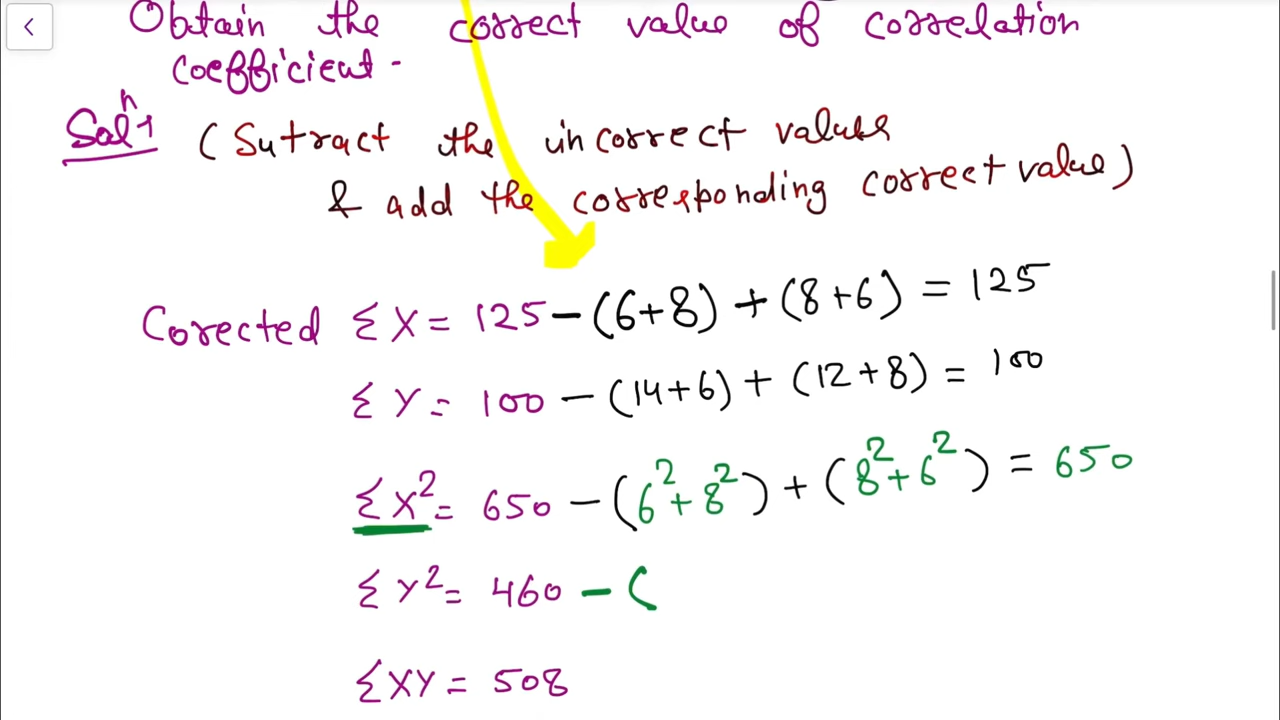 Obtain the correct value of correlation
coefficient.
Solⁿ (Sutract the incorrect values
& add the corresponding correct value)
Corected ΣX = 125 - (6+8) + (8+6) = 125
ΣY = 100 - (14+6) + (12+8) = 100
ΣX² = 650 - (6²+8²) + (8²+6²) = 650
ΣY² = 460 - (
ΣXY = 508